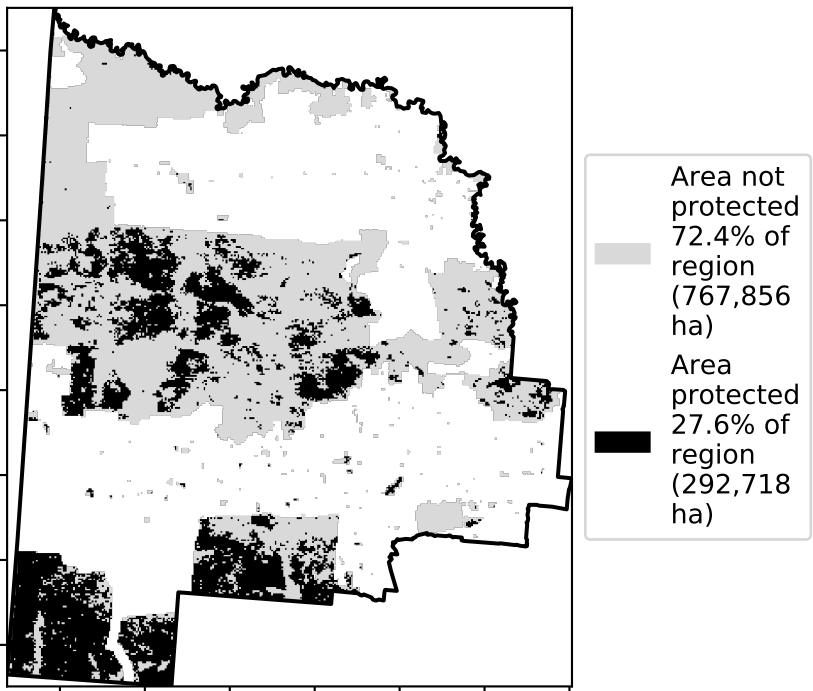 Area not
protected
72.4% of
region
(767,856
ha)
Area
protected
27.6% of
region
(292,718
ha)